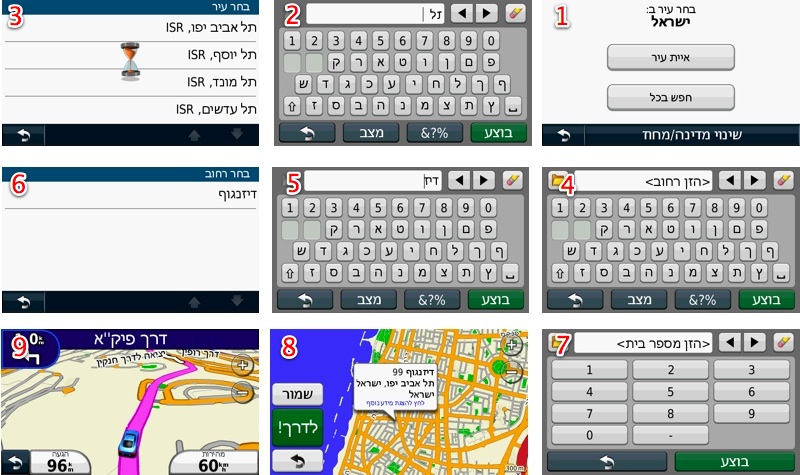 1
בחר עיר ב:
ישראל
איית עיר
חפש בכל
שינוי מדינה/מחוז
2
תל
1 2 3 4 5 6 7 8 9 0
ק ר א ט ו ן ם פ
ש ד ג כ ע י ח ל ך ף
ז ס ב ה נ מ צ ת ץ
&?%
מצב
בוצע
3
בחר עיר
תל אביב יפו, ISR
תל יוסף, ISR
תל מונד, ISR
תל עדשים, ISR
4
<הזן רחוב>
1 2 3 4 5 6 7 8 9 0
ק ר א ט ו ן ם פ
ש ד ג כ ע י ח ל ך ף
ז ס ב ה נ מ צ ת ץ
&?%
מצב
בוצע
5
דיז
1 2 3 4 5 6 7 8 9 0
ק ר א ט ו ן ם פ
ש ד ג כ ע י ח ל ך ף
ז ס ב ה נ מ צ ת ץ
&?%
מצב
בוצע
6
בחר רחוב
דיזנגוף
7
<הזן מספר בית>
1 2 3
4 5 6
7 8 9
0 -
בוצע
8
דיזנגוף 99
תל אביב יפו, ישראל
ישראל
לחץ להצגת מידע נוסף
שמור
לדרך!
300m
9
דרך פיק''א
דרך רופין
יציאה לדרך חנקין
הגעה
96
מהירות
60